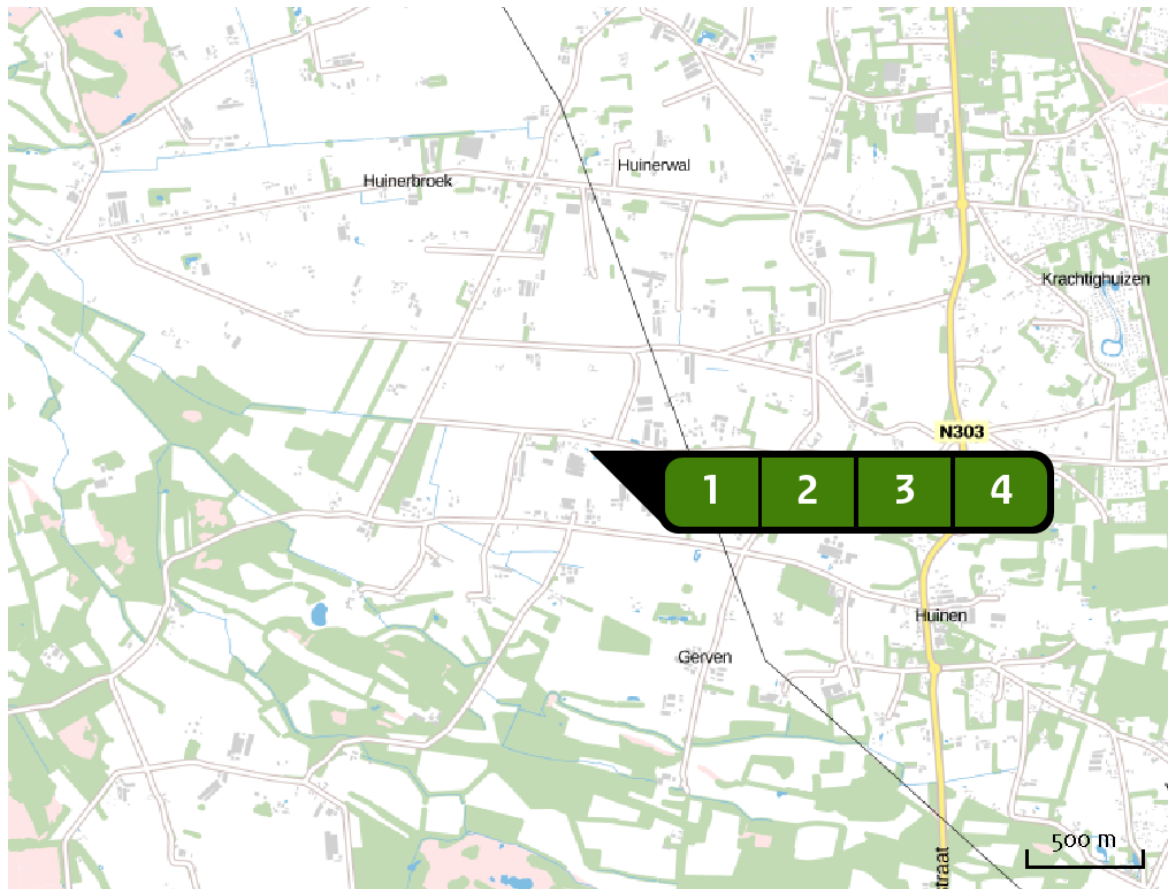 Huinerwal
Huinerbroek
Krachtighuizen
N303
1 2 3 4
Huinen
Gerven
500 m
straat